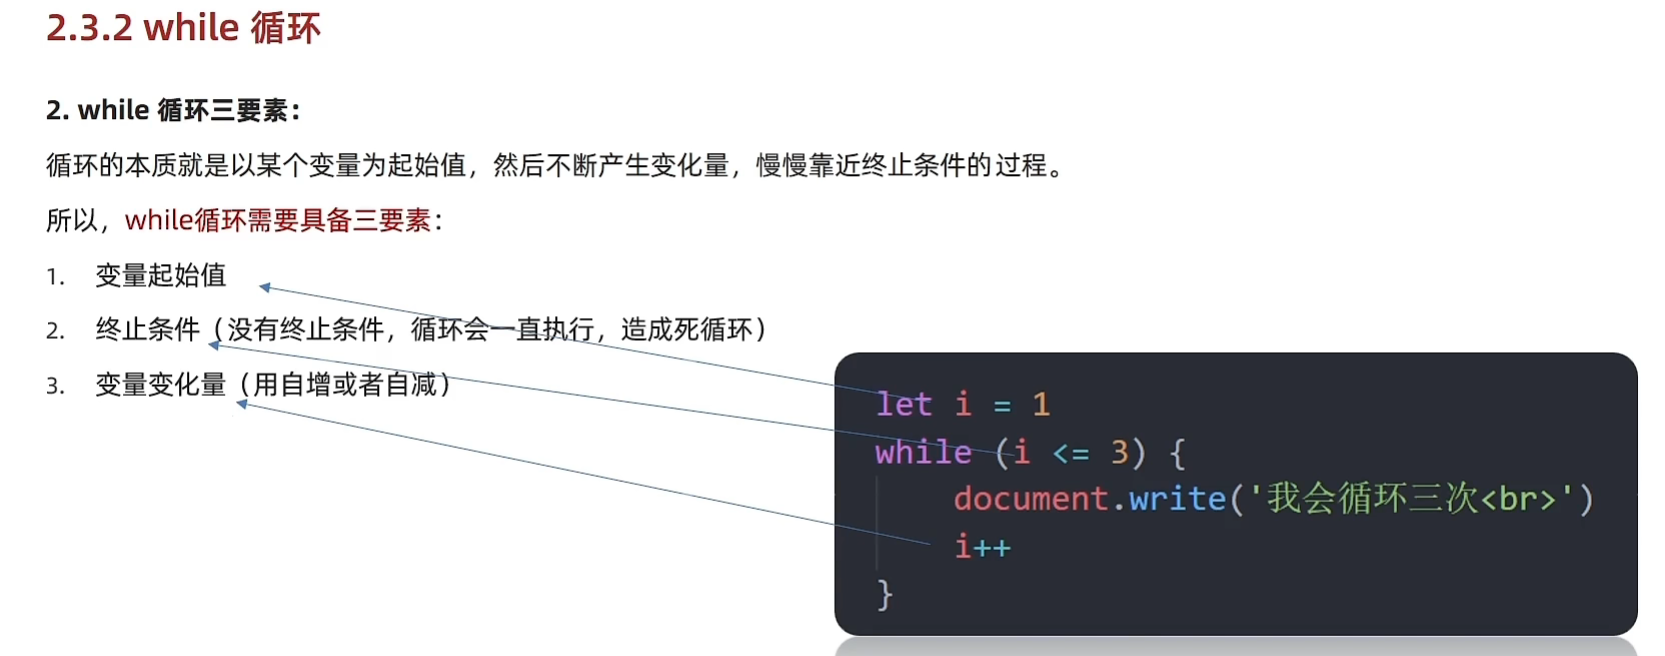 2.3.2 while 循环
2. while 循环三要素：
循环的本质就是以某个变量为起始值，然后不断产生变化量，慢慢靠近终止条件的过程。
所以，while循环需要具备三要素：
1. 变量起始值
2. 终止条件（没有终止条件，循环会一直执行，造成死循环）
3. 变量变化量（用自增或者自减）
let i = 1
while (i <= 3) {
document.write('我会循环三次<br>')
i++
}